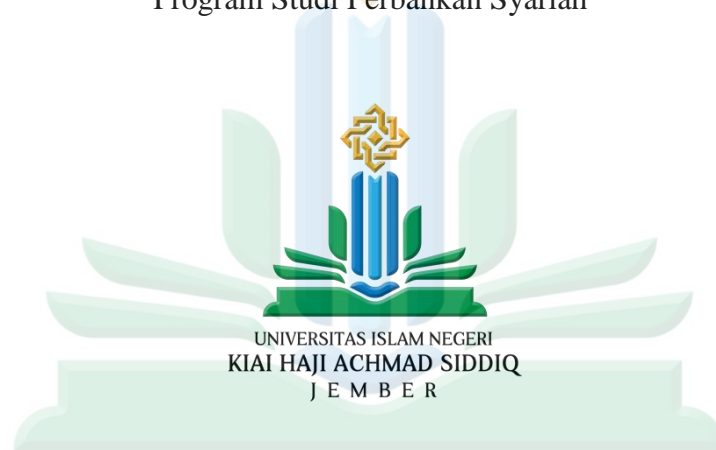 Program Studi Perbankan Syariah
UNIVERSITAS ISLAM NEGERI
KIAI HAJI ACHMAD SIDDIQ
J E M B E R